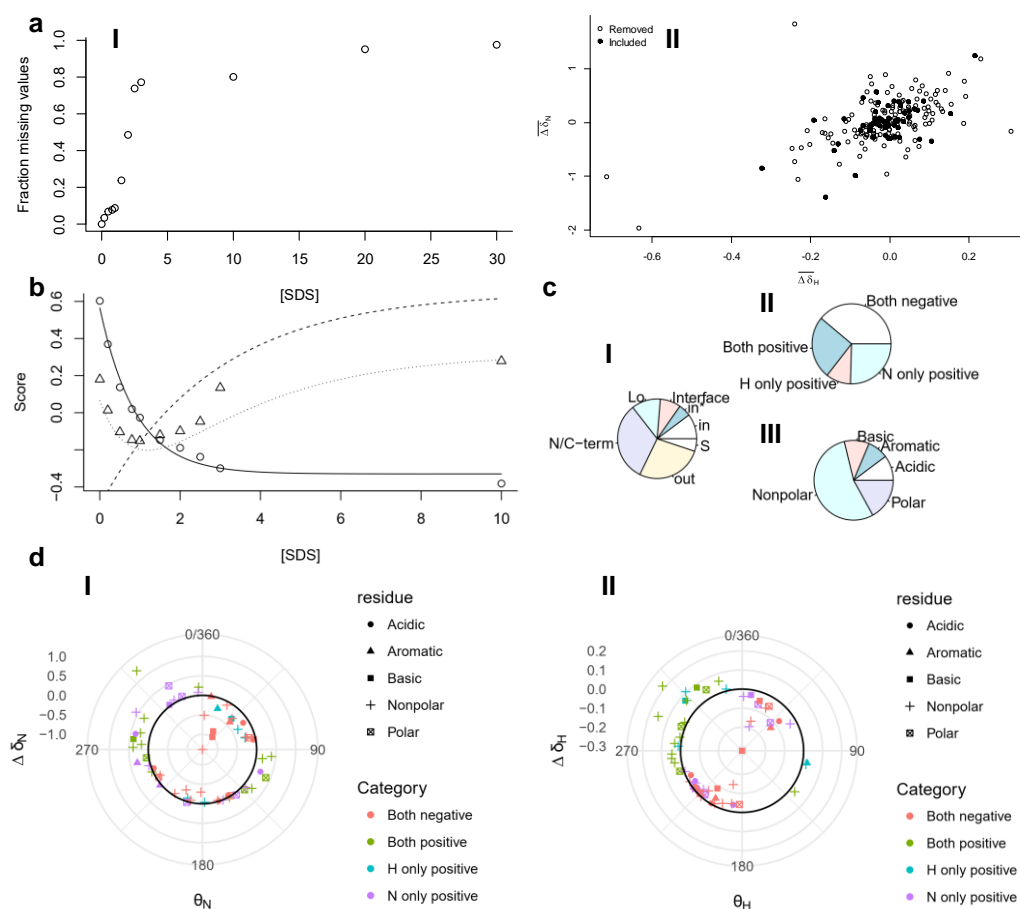 a
I
Fraction missing values
1.0
0.8
0.6
0.4
0.2
0.0
0 5 10 15 20 25 30
[SDS]
II
Removed
Included
Δ δN
1
0
-1
-2
-0.6 -0.4 -0.2 0.0 0.2
Δ δH
b
Score
0.6
0.4
0.2
0.0
−0.4
0 2 4 6 8 10
[SDS]
c
I
Lo
Interface
in*
in
S
out
N/C-term
II
Both negative
Both positive
H only positive
N only positive
III
Basic
Aromatic
Acidic
Nonpolar
Polar
d
I
0/360
1.0
0.5
0.0
−0.5
−1.0
Δ δN
270
90
180
θN
residue
Acidic
Aromatic
Basic
Nonpolar
Polar
Category
Both negative
Both positive
H only positive
N only positive
II
0/360
0.2
0.1
0.0
−0.1
−0.2
−0.3
Δ δH
270
90
180
θH
residue
Acidic
Aromatic
Basic
Nonpolar
Polar
Category
Both negative
Both positive
H only positive
N only positive